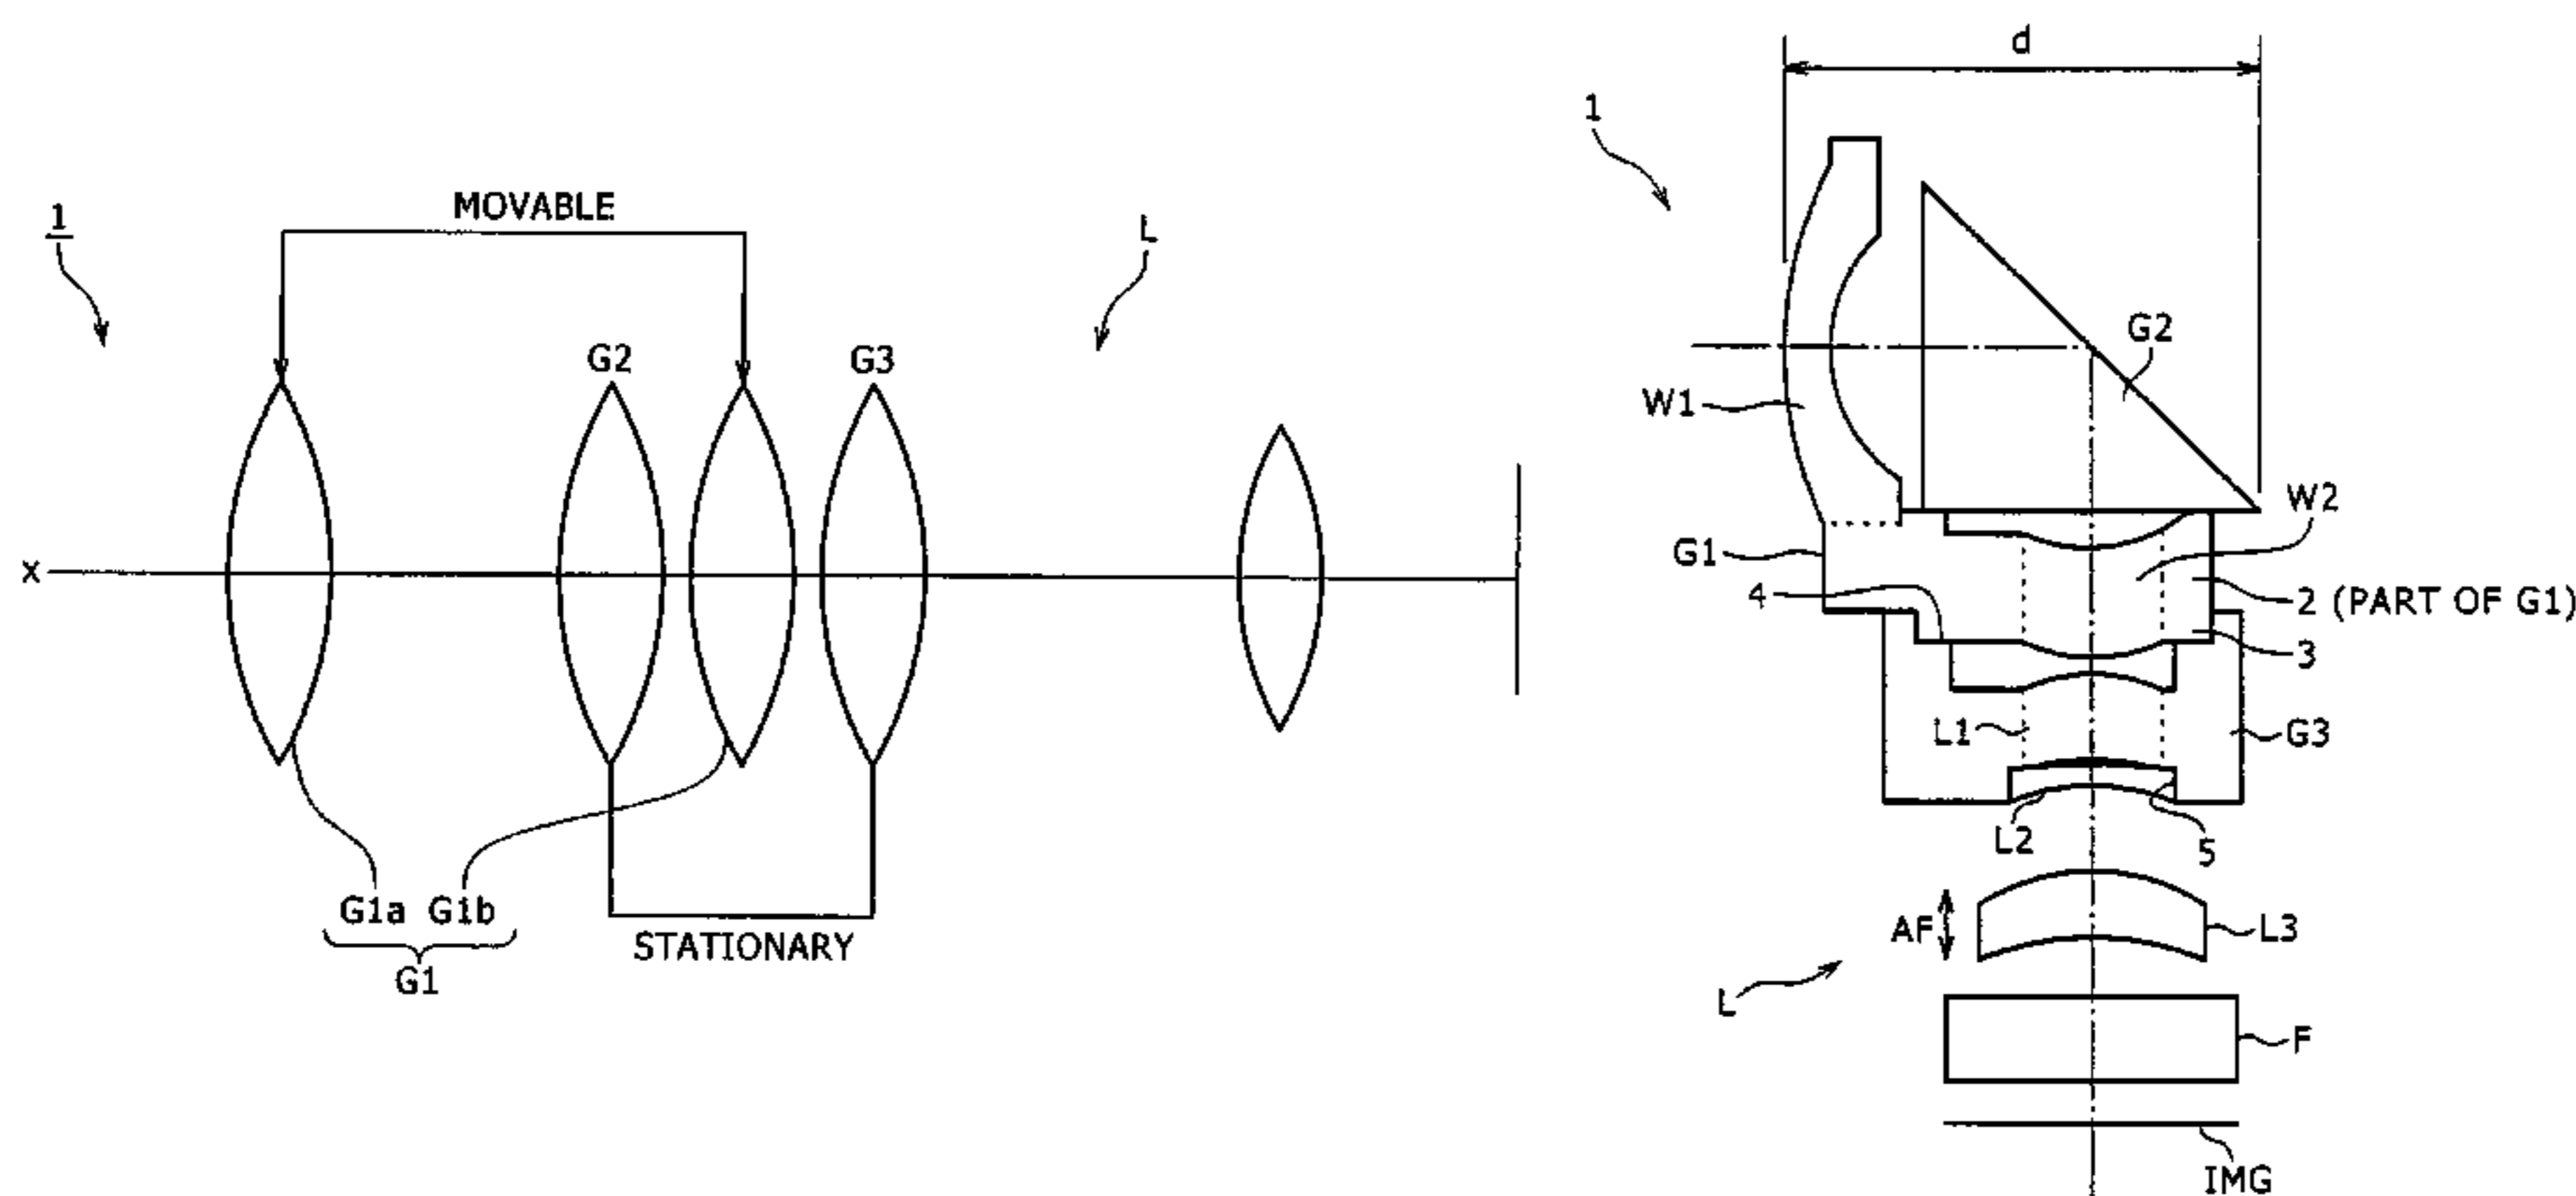 1
MOVABLE
L
G2
G3
x
G1a G1b
G1
STATIONARY
d
1
G2
W1
W2
G1
2 (PART OF G1)
4
3
L1
G3
L2
5
AF
L3
L
F
IMG